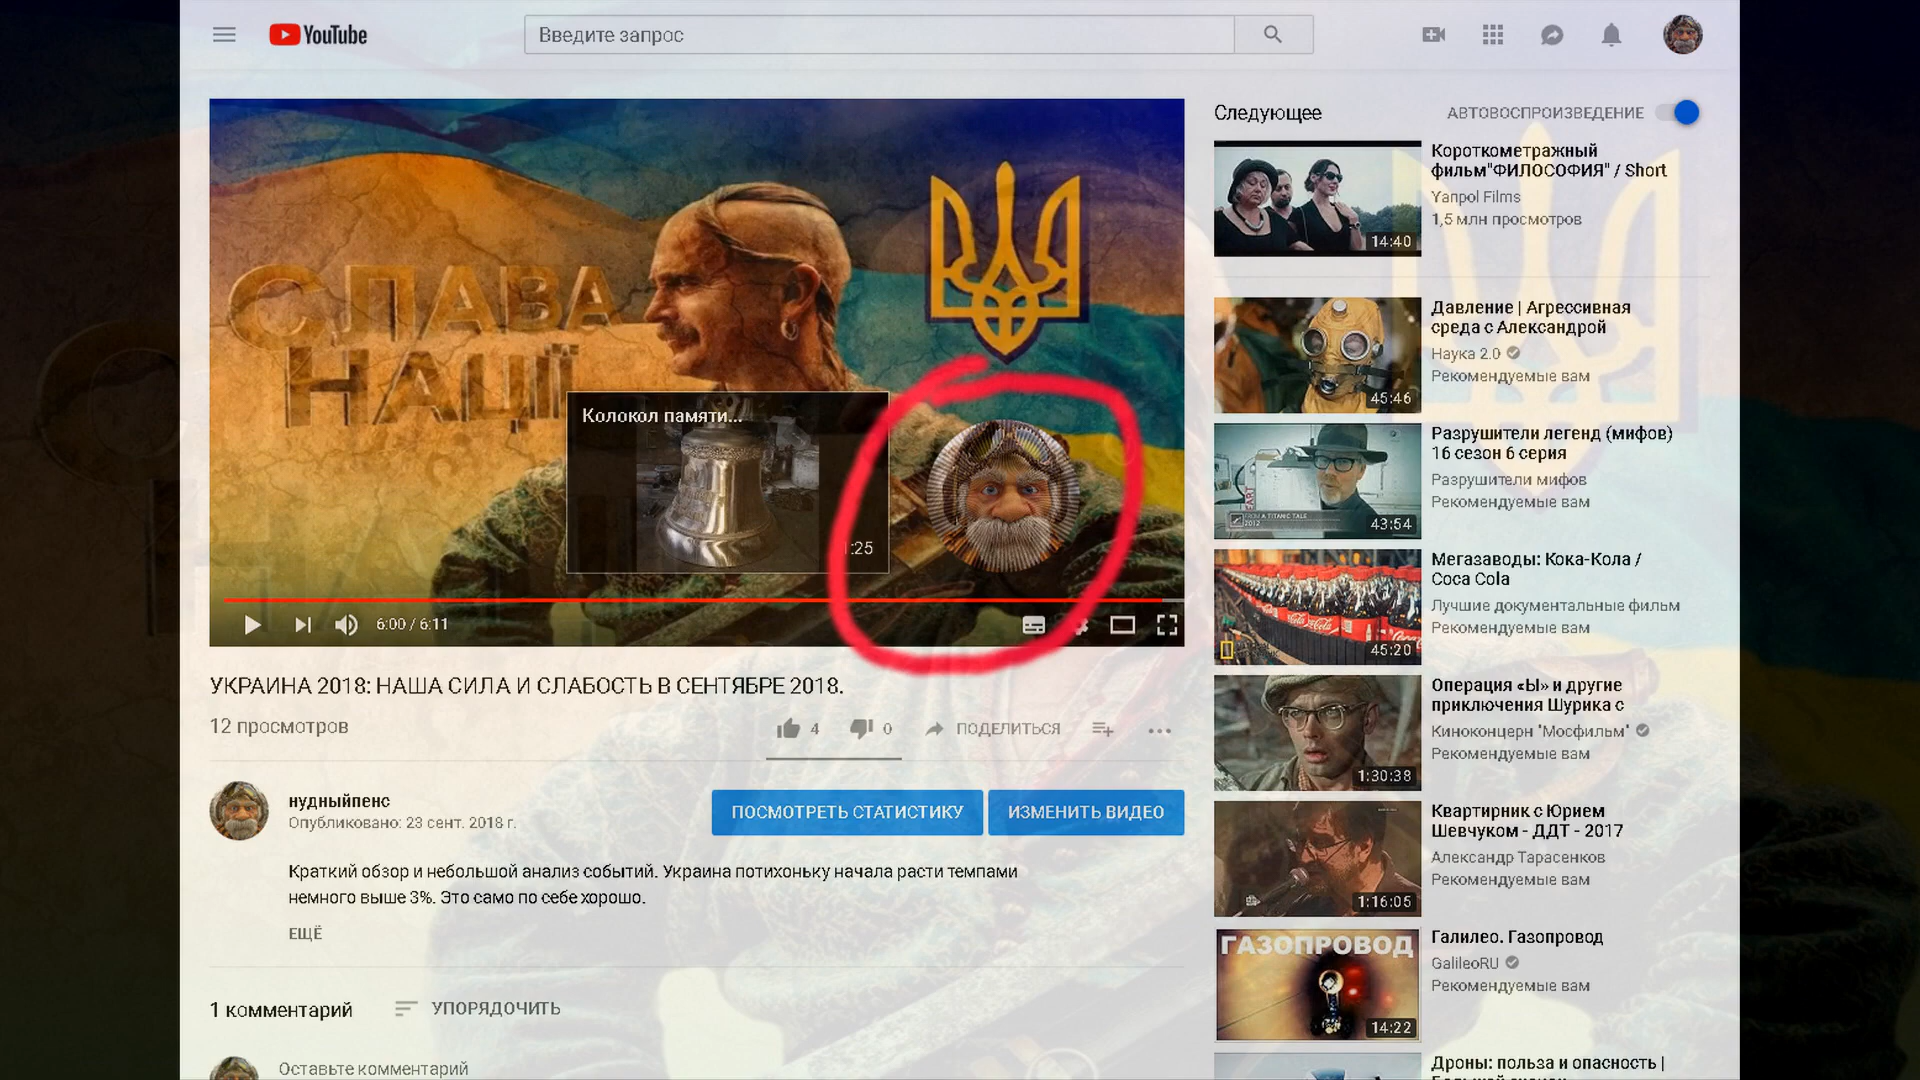 YouTube
Введите запрос
СЛАВА
НАЦІЇ
Колокол памяти...
1:25
6:00 / 6:11
УКРАИНА 2018: НАША СИЛА И СЛАБОСТЬ В СЕНТЯБРЕ 2018.
12 просмотров
4
0
ПОДЕЛИТЬСЯ
нудныйпенс
Опубликовано: 23 сент. 2018 г.
ПОСМОТРЕТЬ СТАТИСТИКУ
ИЗМЕНИТЬ ВИДЕО
Краткий обзор и небольшой анализ событий. Украина потихоньку начала расти темпами
немного выше 3%. Это само по себе хорошо.
ЕЩЁ
1 комментарий
УПОРЯДОЧИТЬ
Оставьте комментарий
Следующее
АВТОВОСПРОИЗВЕДЕНИЕ
14:40
Короткометражный
фильм"ФИЛОСОФИЯ" / Short
Yanpol Films
1,5 млн просмотров
45:46
Давление | Агрессивная
среда с Александрой
Наука 2.0
Рекомендуемые вам
43:54
Разрушители легенд (мифов)
16 сезон 6 серия
Разрушители мифов
Рекомендуемые вам
45:20
Мегазаводы: Кока-Кола /
Coca Cola
Лучшие документальные фильм
Рекомендуемые вам
1:30:38
Операция «Ы» и другие
приключения Шурика с
Киноконцерн "Мосфильм"
Рекомендуемые вам
1:16:05
Квартирник с Юрием
Шевчуком - ДДТ - 2017
Александр Тарасенков
Рекомендуемые вам
ГАЗОПРОВОД
14:22
Галилео. Газопровод
GalileoRU
Рекомендуемые вам
Дроны: польза и опасность |